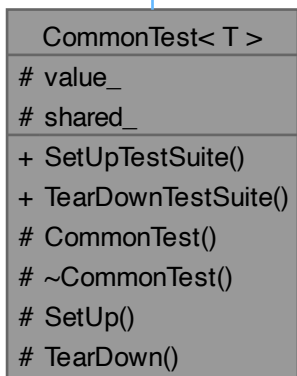 CommonTest< T >
# value_
# shared_
+ SetUpTestSuite()
+ TearDownTestSuite()
# CommonTest()
# ~CommonTest()
# SetUp()
# TearDown()